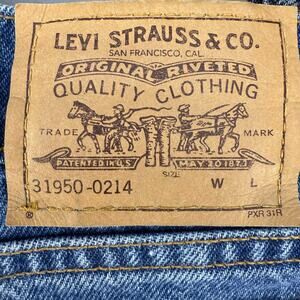 LEVI STRAUSS & CO.
SAN FRANCISCO, CAL.
ORIGINAL RIVETED
QUALITY CLOTHING
TRADE MARK
PATENTED IN U.S. MAY 20 1873
SIZE
31950-0214 W L
® PXR 31R